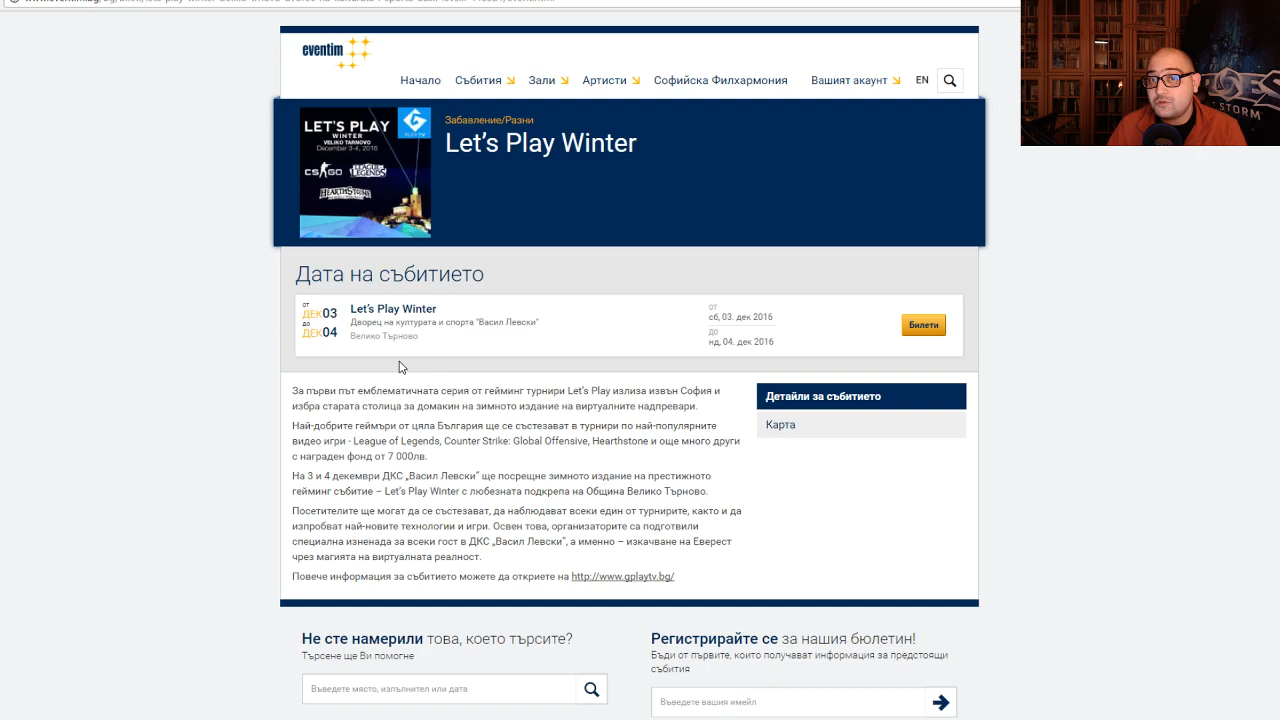 eventim
Начало
Събития
Зали
Артисти
Софийска Филхармония
Вашият акаунт
EN
LET'S PLAY
WINTER
VELIKO TARNOVO
December 3-4, 2016
CS:GO
LEAGUE OF LEGENDS
HEARTHSTONE
Забавление/Разни
Let's Play Winter
STORM
Дата на събитието
от
ДЕК03
до
ДЕК04
Let's Play Winter
Дворец на културата и спорта "Васил Левски"
Велико Търново
ОТ
сб, 03. дек 2016
ДО
нд, 04. дек 2016
Билети
За първи път емблематичната серия от гейминг турнири Let's Play излиза извън София и
избра старата столица за домакин на зимното издание на виртуалните надпревари.
Най-добрите геймъри от цяла България ще се състезават в турнири по най-популярните
видео игри - League of Legends, Counter Strike: Global Offensive, Hearthstone и още много други
с награден фонд от 7 000лв.
На 3 и 4 декември ДКС „Васил Левски" ще посрещне зимното издание на престижното
гейминг събитие – Let's Play Winter с любезната подкрепа на Община Велико Търново.
Посетителите ще могат да се състезават, да наблюдават всеки един от турнирите, както и да
изпробват най-новите технологии и игри. Освен това, организаторите са подготвили
специална изненада за всеки гост в ДКС „Васил Левски", а именно – изкачване на Еверест
чрез магията на виртуалната реалност.
Повече информация за събитието можете да откриете на http://www.gplaytv.bg/
Детайли за събитието
Карта
Не сте намерили това, което търсите?
Търсене ще Ви помогне
Въведете място, изпълнител или дата
Регистрирайте се за нашия бюлетин!
Бъди от първите, които получават информация за предстоящи
събития
Въведете вашия имейл